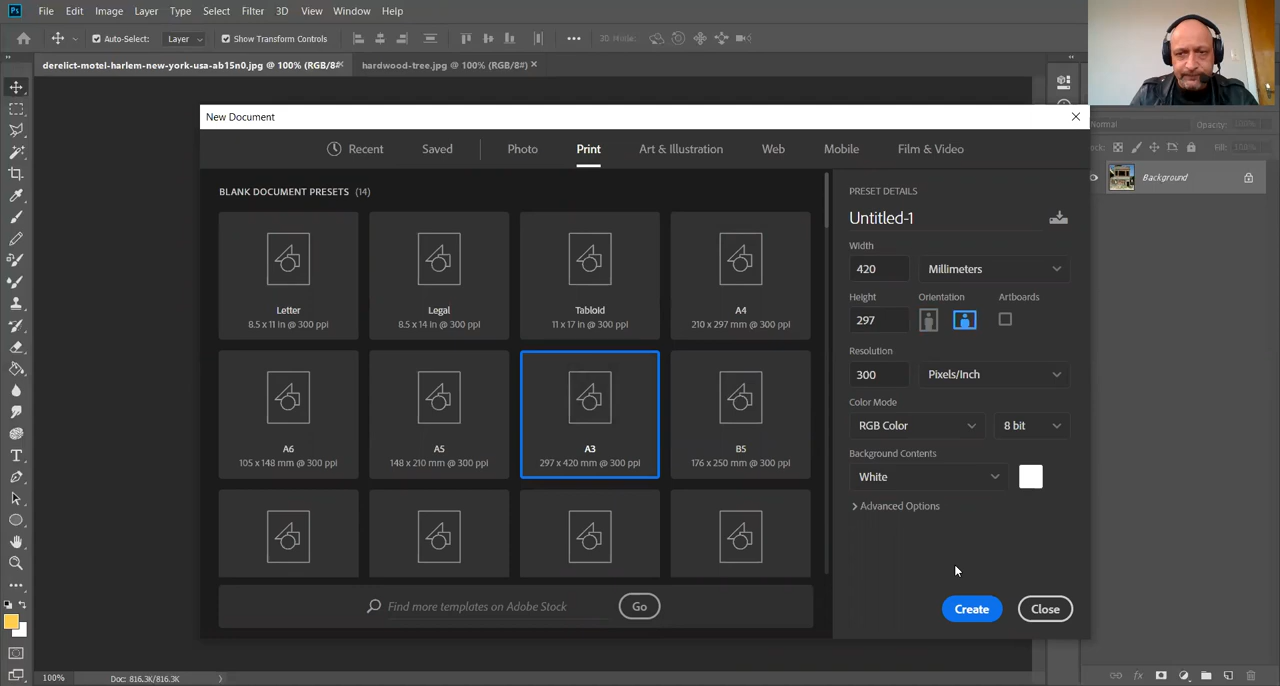 Ps File Edit Image Layer Type Select Filter 3D View Window Help
Auto-Select: Layer Show Transform Controls 3D Mode:
derelict-motel-harlem-new-york-usa-ab15n0.jpg @ 100% (RGB/8# hardwood-tree.jpg @ 100% (RGB/8#)
New Document
Recent Saved Photo Print Art & Illustration Web Mobile Film & Video
BLANK DOCUMENT PRESETS (14)
Letter
8.5 x 11 in @ 300 ppi
Legal
8.5 x 14 in @ 300 ppi
Tabloid
11 x 17 in @ 300 ppi
A4
210 x 297 mm @ 300 ppi
A6
105 x 148 mm @ 300 ppi
A5
148 x 210 mm @ 300 ppi
A3
297 x 420 mm @ 300 ppi
B5
176 x 250 mm @ 300 ppi
Find more templates on Adobe Stock Go
PRESET DETAILS
Untitled-1
Width
420 Millimeters
Height Orientation Artboards
297
Resolution
300 Pixels/Inch
Color Mode
RGB Color 8 bit
Background Contents
White
Advanced Options
Create Close
Normal Opacity: 100%
Fill: 100%
Background
100% Doc: 816.3K/816.3K